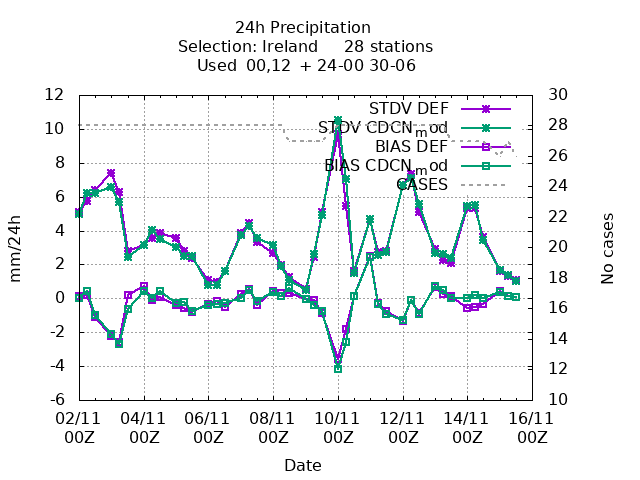 24h Precipitation
Selection: Ireland 28 stations
Used 00,12 + 24-00 30-06
STDV DEF
STDV CDCN_mod
BIAS DEF
BIAS CDCN_mod
CASES
mm/24h
12
10
8
6
4
2
0
-2
-4
-6
No cases
30
28
26
24
22
20
18
16
14
12
10
02/11 04/11 06/11 08/11 10/11 12/11 14/11 16/11
00Z 00Z 00Z 00Z 00Z 00Z 00Z 00Z
Date